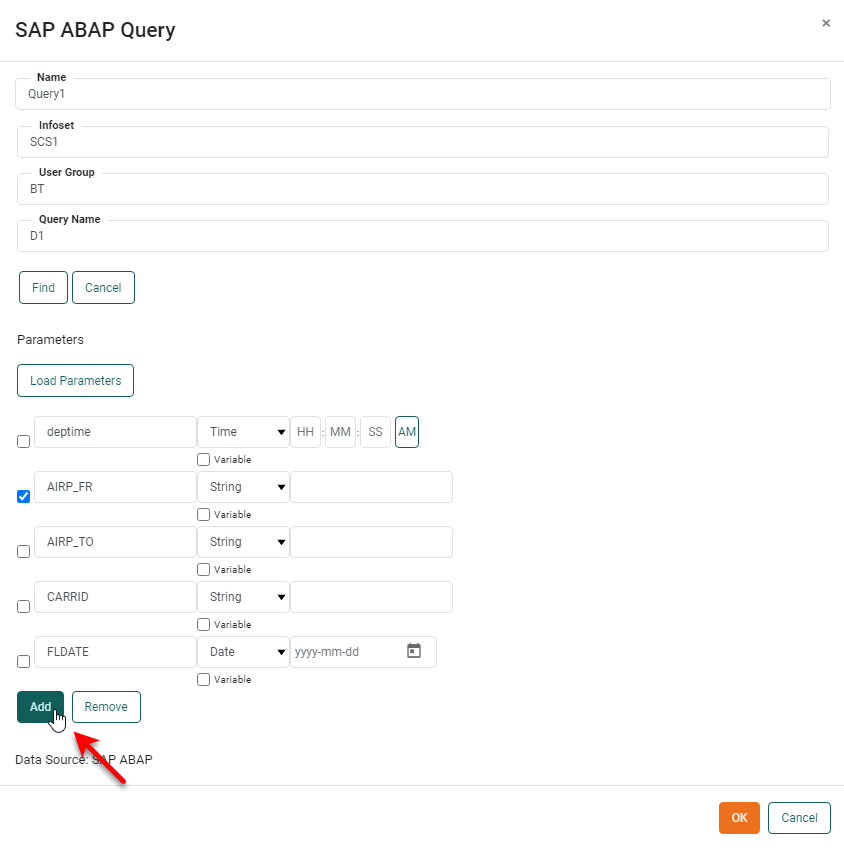 SAP ABAP Query ×
Name
Query1
Infoset
SCS1
User Group
BT
Query Name
D1
Find Cancel
Parameters
Load Parameters
deptime Time HH : MM : SS AM
Variable
AIRP_FR String
Variable
AIRP_TO String
Variable
CARRID String
Variable
FLDATE Date yyyy-mm-dd
Variable
Add Remove
Data Source: SAP ABAP
OK Cancel